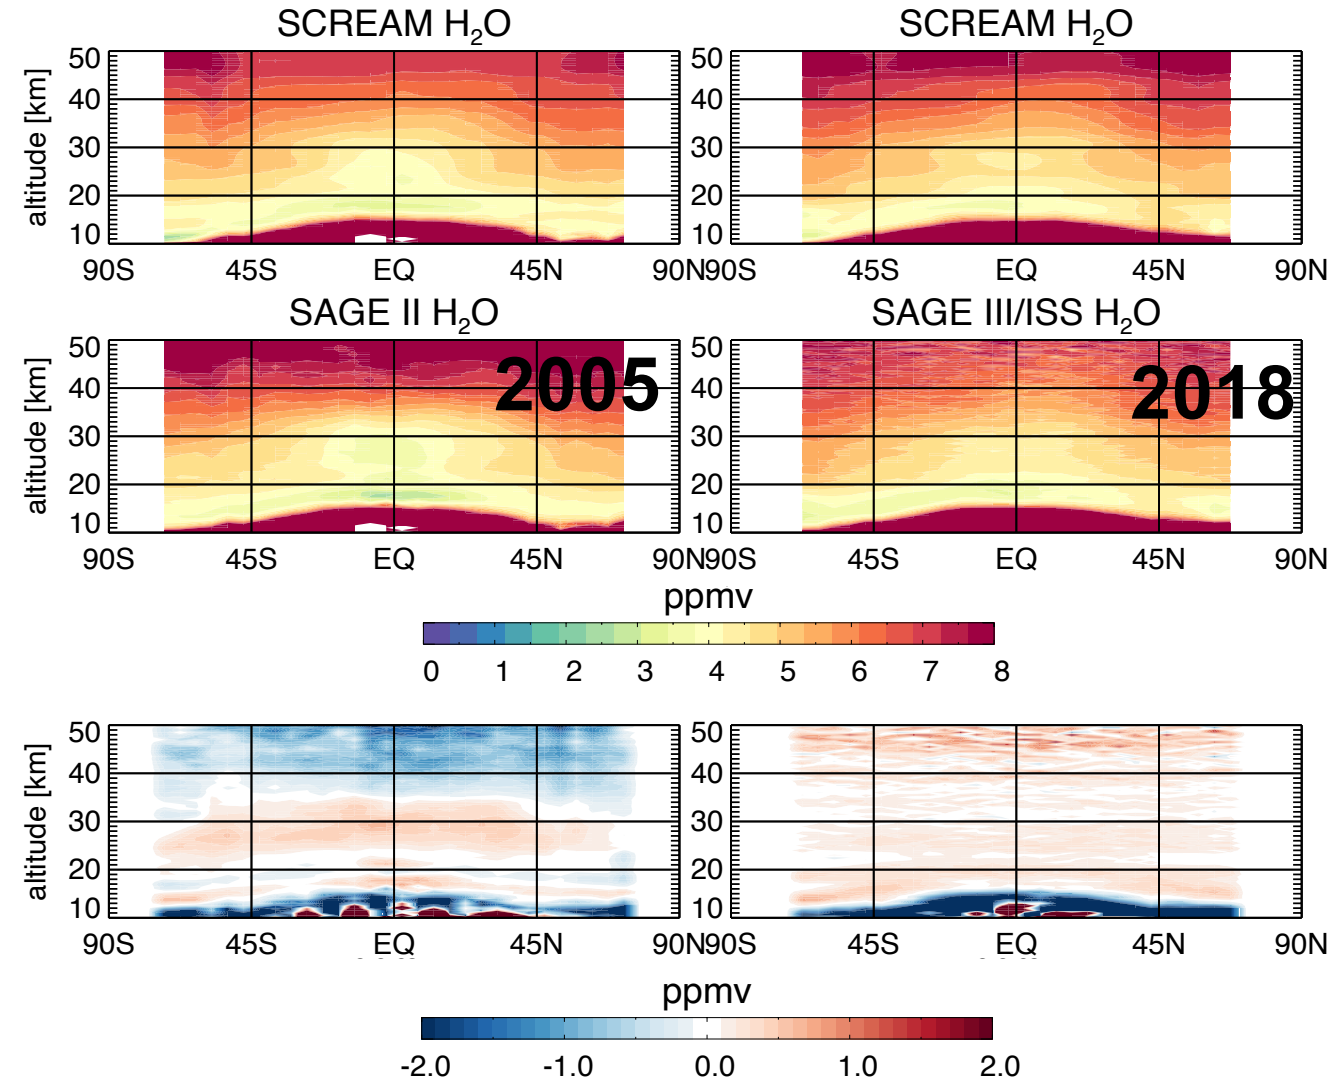 SCREAM H₂O SCREAM H₂O
altitude [km]
50 50
40 40
30 30
20 20
10 10
90S 45S EQ 45N 90N 90S 45S EQ 45N 90N
SAGE II H₂O SAGE III/ISS H₂O
altitude [km]
50 50
2005 2018
40 40
30 30
20 20
10 10
90S 45S EQ 45N 90N 90S 45S EQ 45N 90N
ppmv
0 1 2 3 4 5 6 7 8
altitude [km]
50 50
40 40
30 30
20 20
10 10
90S 45S EQ 45N 90N 90S 45S EQ 45N 90N
ppmv
-2.0 -1.0 0.0 1.0 2.0